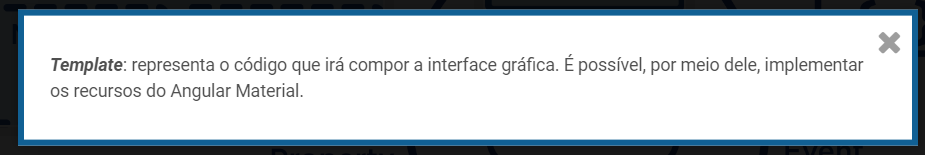 Template: representa o código que irá compor a interface gráfica. É possível, por meio dele, implementar
os recursos do Angular Material.